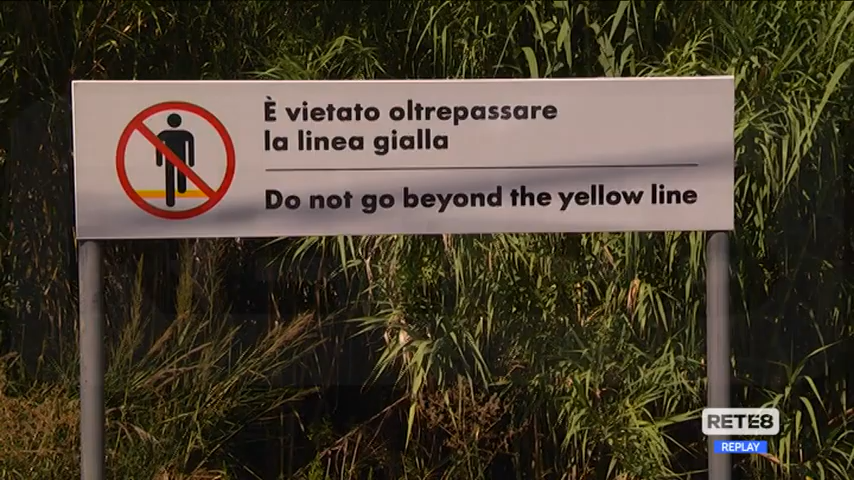 È vietato oltrepassare
la linea gialla
Do not go beyond the yellow line
RETE8
REPLAY